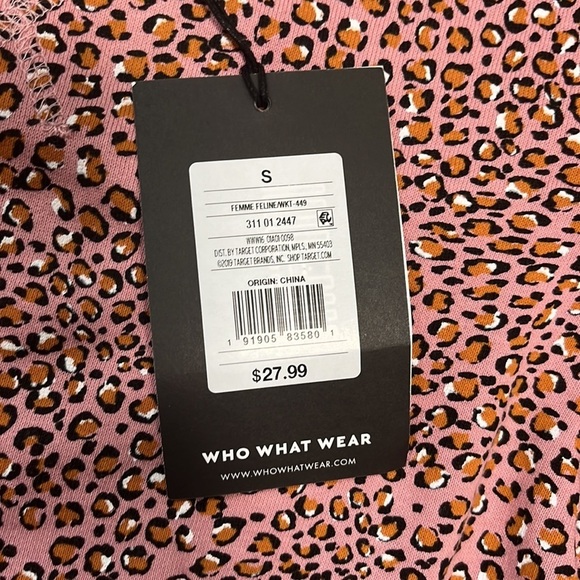 S
FEMME FELINE/WKT-449
311 01 2447
DIST. BY TARGET CORPORATION, MPLS, MN 55403
©2019 TARGET BRANDS, INC. SHOP TARGET.COM
ORIGIN: CHINA
1 91905 83580 1
$27.99
WHO WHAT WEAR
WWW.WHOWHATWEAR.COM